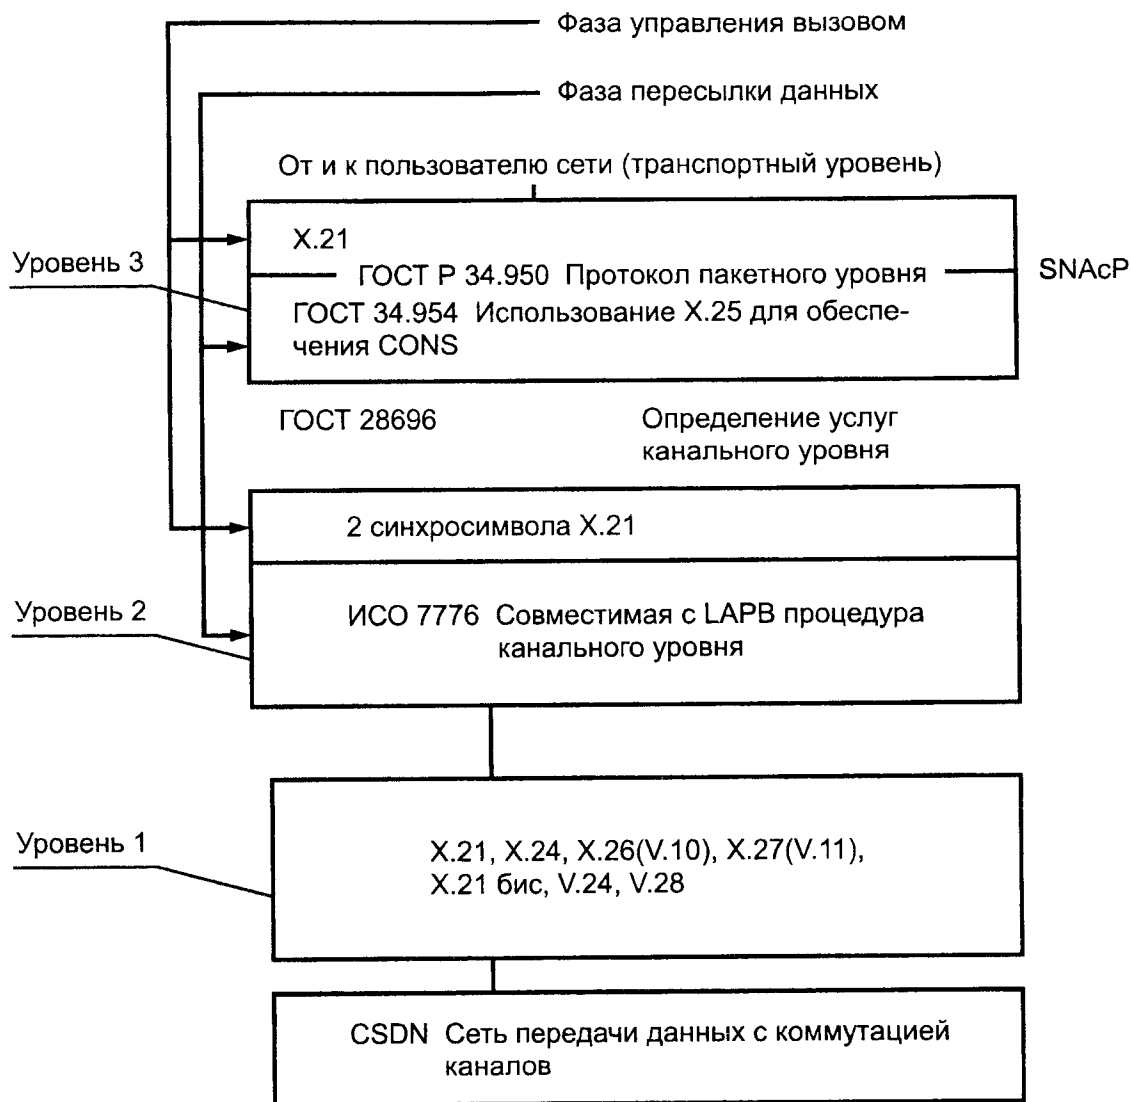 Фаза управления вызовом
Фаза пересылки данных
От и к пользователю сети (транспортный уровень)
X.21
Уровень 3
ГОСТ Р 34.950 Протокол пакетного уровня
SNAcP
ГОСТ 34.954 Использование X.25 для обеспе-
чения CONS
ГОСТ 28696
Определение услуг
канального уровня
2 синхросимвола X.21
Уровень 2
ИСО 7776 Совместимая с LAPB процедура
канального уровня
Уровень 1
X.21, X.24, X.26(V.10), X.27(V.11),
X.21 бис, V.24, V.28
CSDN Сеть передачи данных с коммутацией
каналов